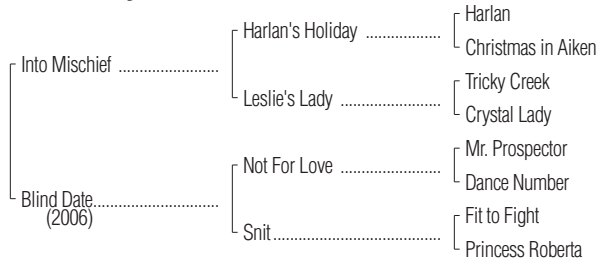 Harlan
Harlan's Holiday ..................
Christmas in Aiken
Into Mischief ........................
Tricky Creek
Leslie's Lady ........................
Crystal Lady
Mr. Prospector
Not For Love ........................
Dance Number
Blind Date..............................
(2006)
Fit to Fight
Snit........................................
Princess Roberta